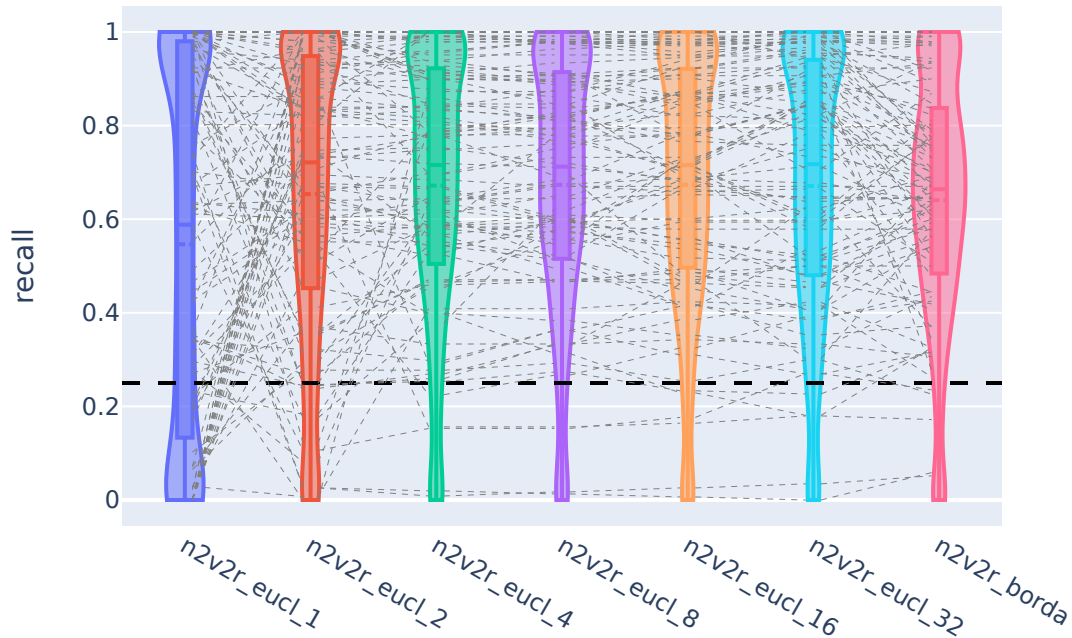 recall
1
0.8
0.6
0.4
0.2
0
n2v2r_eucl_1
n2v2r_eucl_2
n2v2r_eucl_4
n2v2r_eucl_8
n2v2r_eucl_16
n2v2r_eucl_32
n2v2r_borda